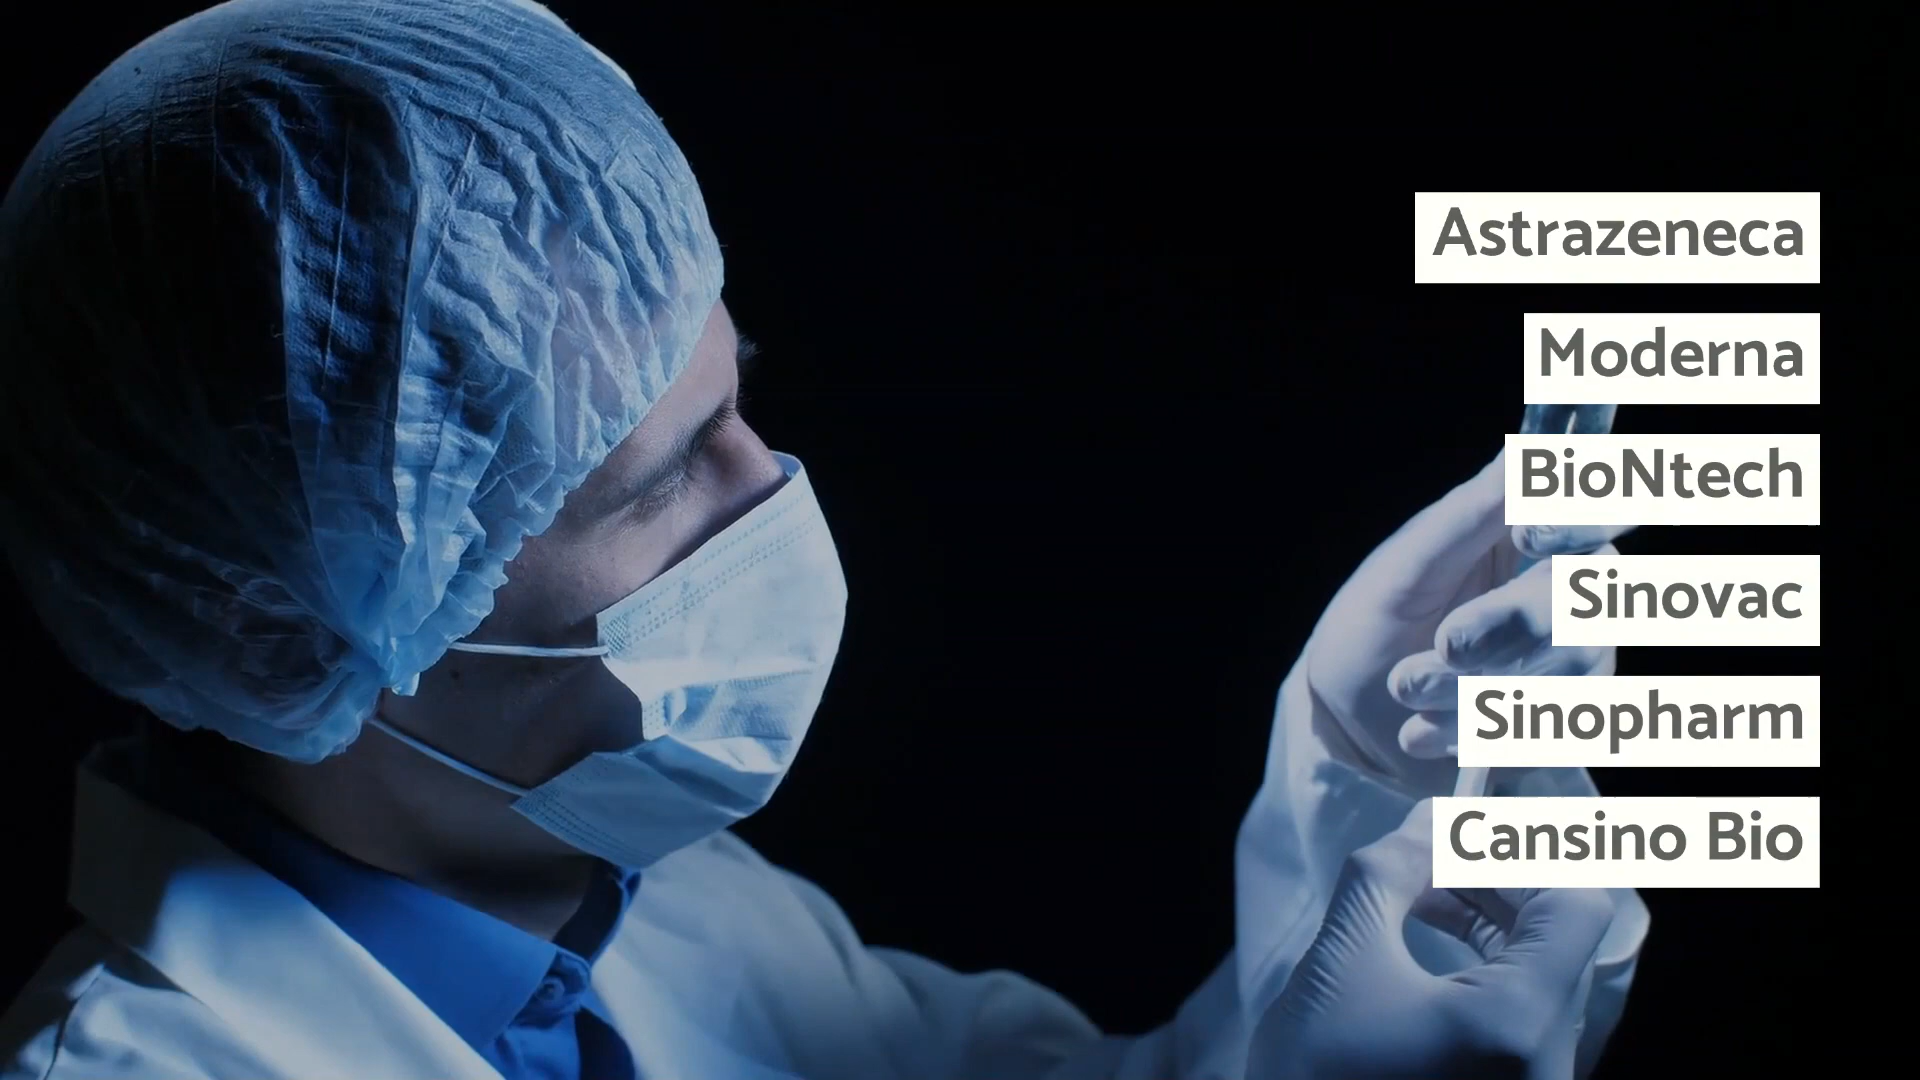 Astrazeneca
Moderna
BioNtech
Sinovac
Sinopharm
Cansino Bio